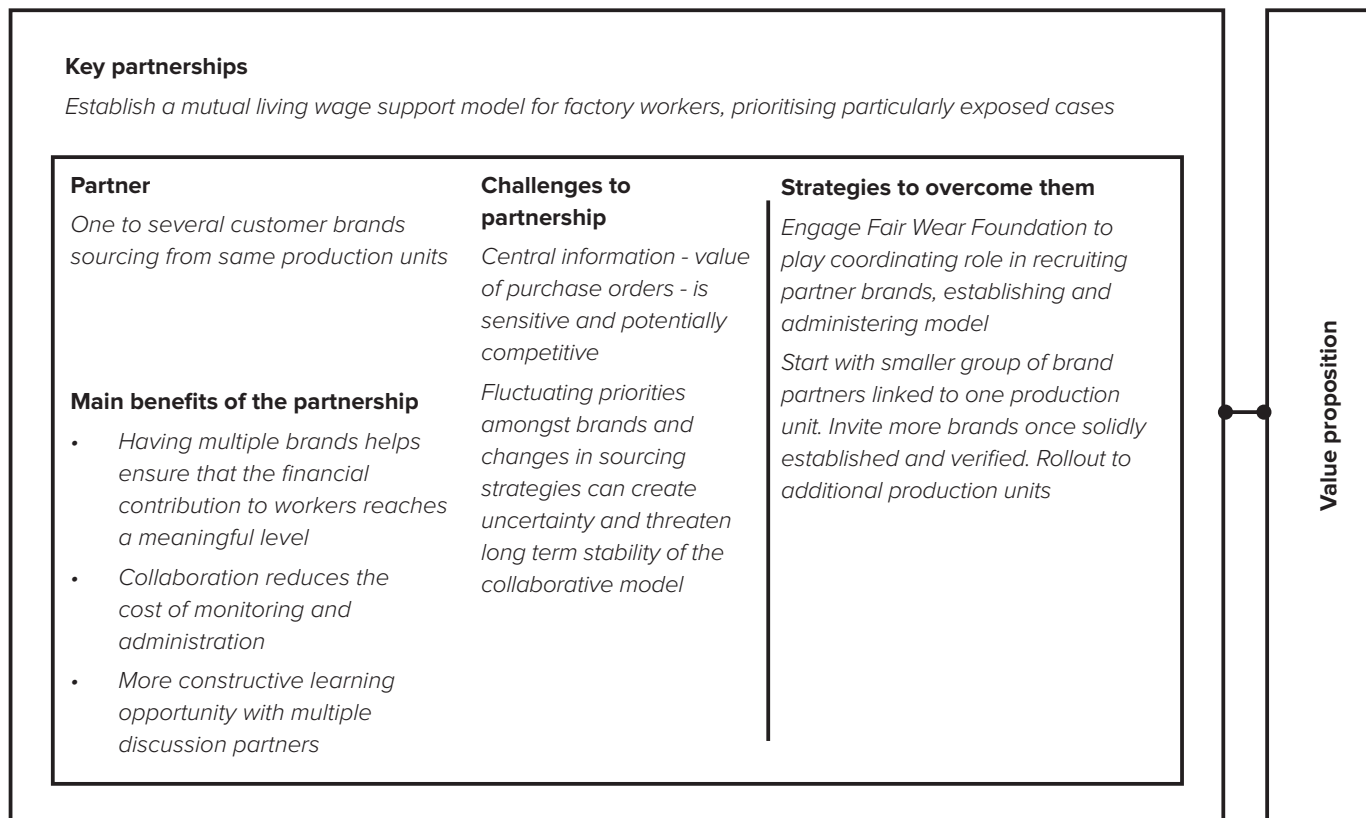 Key partnerships
Establish a mutual living wage support model for factory workers, prioritising particularly exposed cases
Partner
One to several customer brands
sourcing from same production units
Main benefits of the partnership
• Having multiple brands helps
ensure that the financial
contribution to workers reaches
a meaningful level
• Collaboration reduces the
cost of monitoring and
administration
• More constructive learning
opportunity with multiple
discussion partners
Challenges to
partnership
Central information - value
of purchase orders - is
sensitive and potentially
competitive
Fluctuating priorities
amongst brands and
changes in sourcing
strategies can create
uncertainty and threaten
long term stability of the
collaborative model
Strategies to overcome them
Engage Fair Wear Foundation to
play coordinating role in recruiting
partner brands, establishing and
administering model
Start with smaller group of brand
partners linked to one production
unit. Invite more brands once solidly
established and verified. Rollout to
additional production units
Value proposition